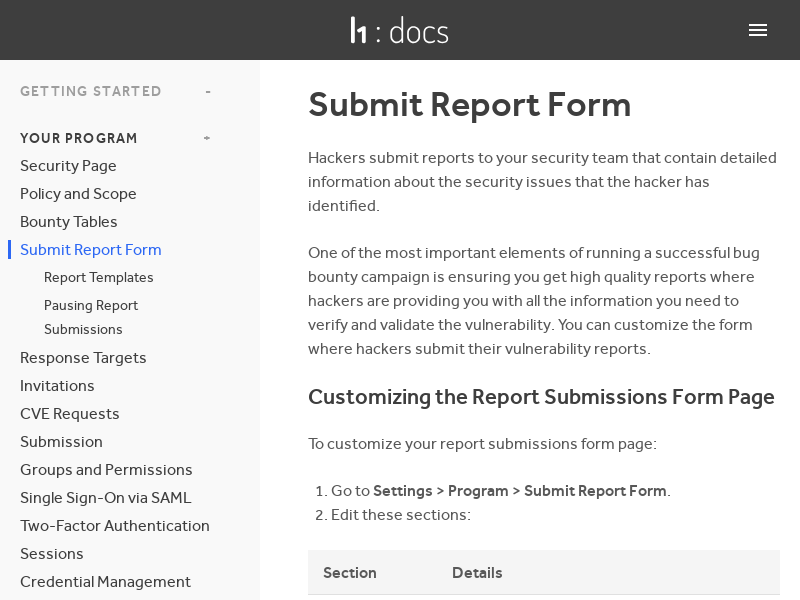 h1 : docs
GETTING STARTED -
YOUR PROGRAM +
Security Page
Policy and Scope
Bounty Tables
Submit Report Form
Report Templates
Pausing Report
Submissions
Response Targets
Invitations
CVE Requests
Submission
Groups and Permissions
Single Sign-On via SAML
Two-Factor Authentication
Sessions
Credential Management
Submit Report Form
Hackers submit reports to your security team that contain detailed
information about the security issues that the hacker has
identified.
One of the most important elements of running a successful bug
bounty campaign is ensuring you get high quality reports where
hackers are providing you with all the information you need to
verify and validate the vulnerability. You can customize the form
where hackers submit their vulnerability reports.
Customizing the Report Submissions Form Page
To customize your report submissions form page:
1. Go to Settings > Program > Submit Report Form.
2. Edit these sections:
Section Details